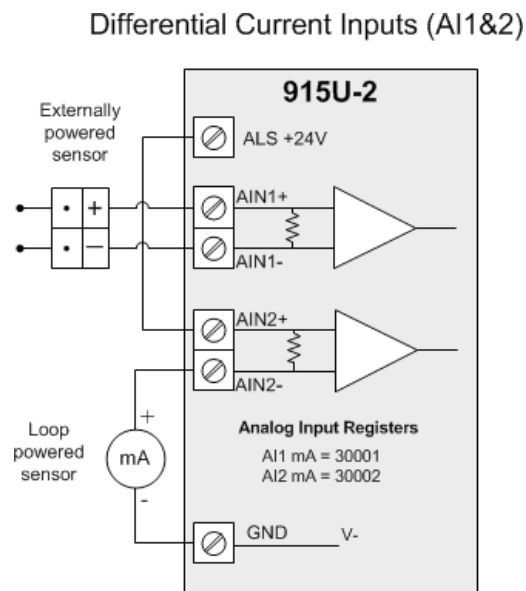 Differential Current Inputs (AI1&2)
915U-2
Externally
powered
sensor
ALS +24V
+
AIN1+
−
AIN1-
AIN2+
AIN2-
Loop
powered
sensor
+
mA
-
Analog Input Registers
AI1 mA = 30001
AI2 mA = 30002
GND
V-